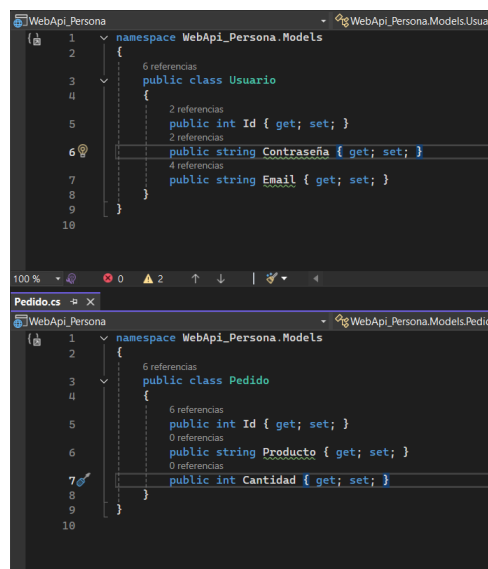 WebApi_Persona WebApi_Persona.Models.Usua
1 namespace WebApi_Persona.Models
2 {
6 referencias
3 public class Usuario
4 {
2 referencias
5 public int Id { get; set; }
2 referencias
6 public string Contraseña { get; set; }
4 referencias
7 public string Email { get; set; }
8 }
9 }
10
100 % 0 2
Pedido.cs
WebApi_Persona WebApi_Persona.Models.Pedic
1 namespace WebApi_Persona.Models
2 {
6 referencias
3 public class Pedido
4 {
6 referencias
5 public int Id { get; set; }
0 referencias
6 public string Producto { get; set; }
0 referencias
7 public int Cantidad { get; set; }
8 }
9 }
10